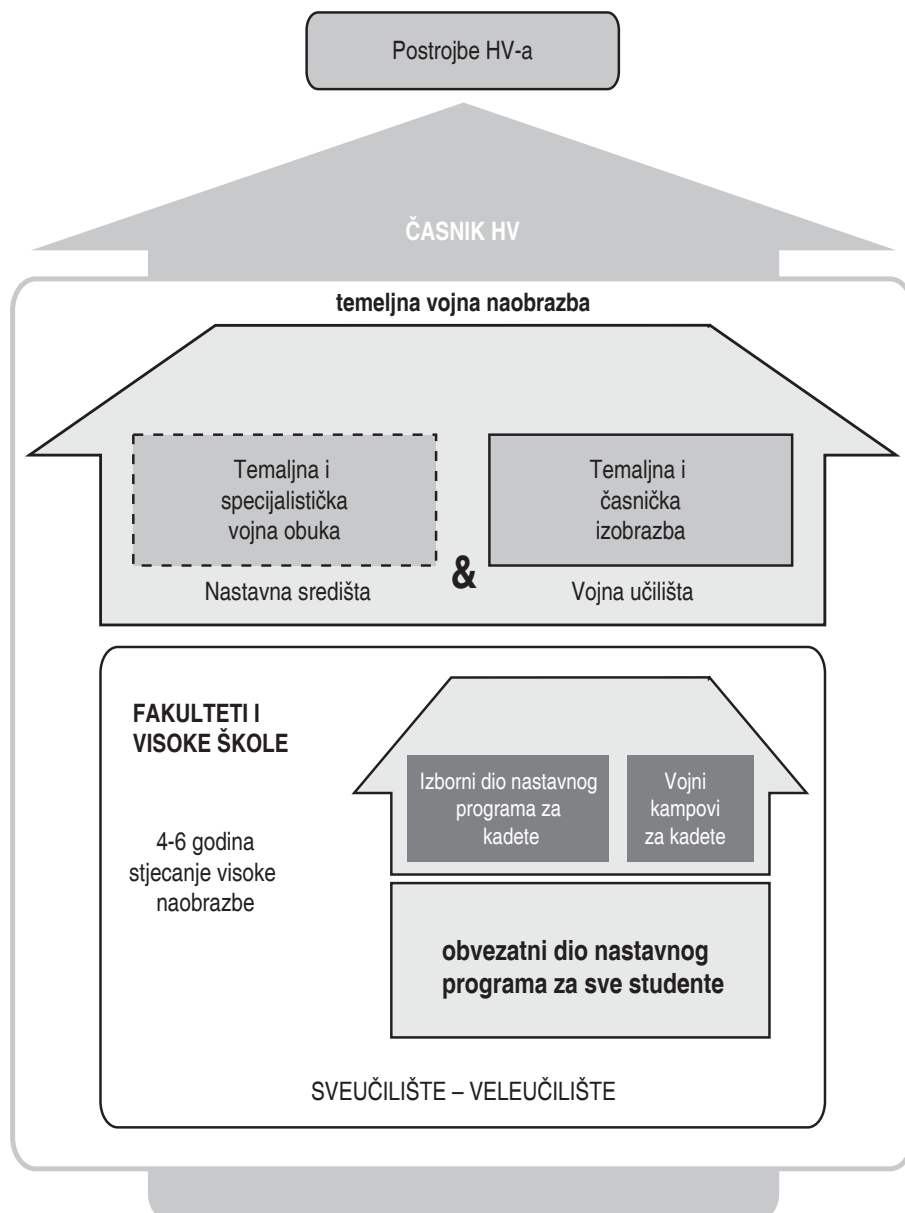 Postrojbe HV-a
ČASNIK HV
temeljna vojna naobrazba
Temaljna i
specijalistička
vojna obuka
Nastavna središta
&
Temaljna i
časnička
izobrazba
Vojna učilišta
FAKULTETI I
VISOKE ŠKOLE
4-6 godina
stjecanje visoke
naobrazbe
Izborni dio nastavnog
programa za
kadete
Vojni
kampovi
za kadete
obvezatni dio nastavnog
programa za sve studente
SVEUČILIŠTE – VELEUČILIŠTE